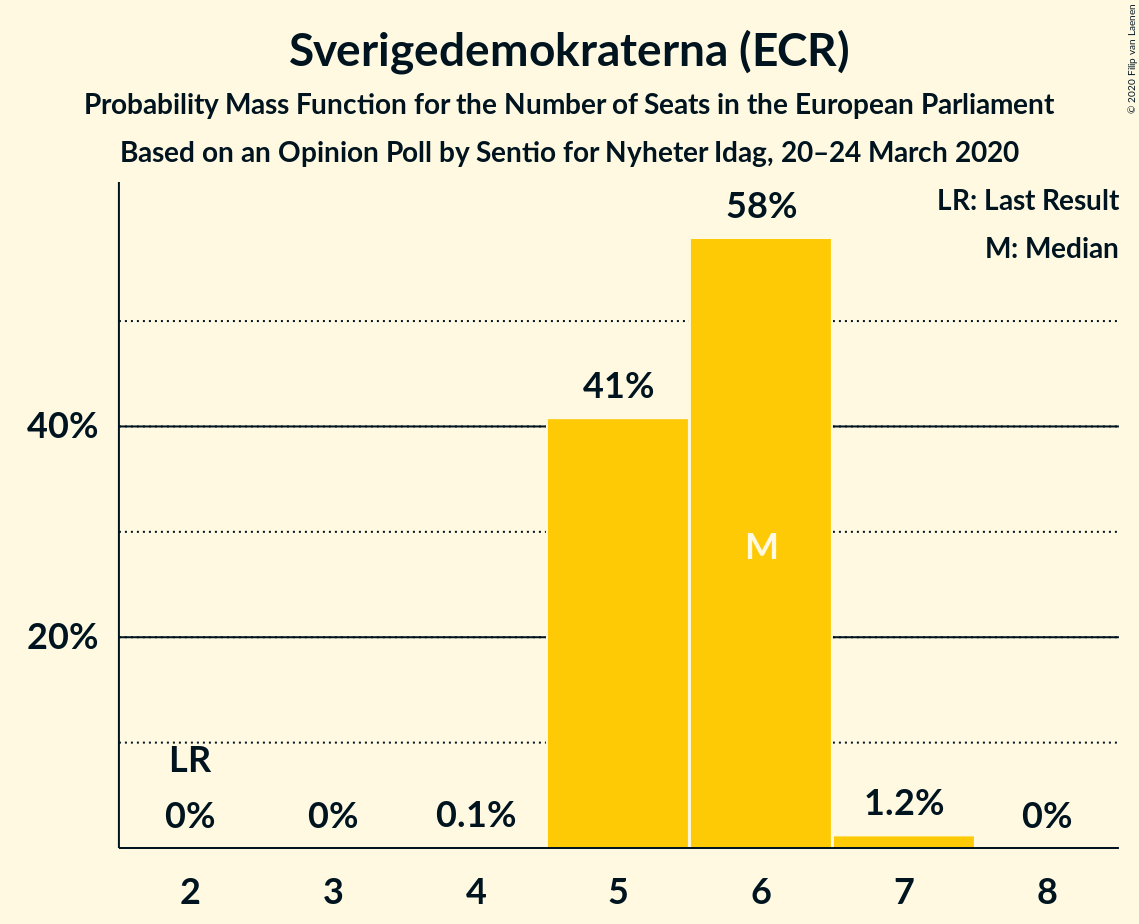 Sverigedemokraterna (ECR)
Probability Mass Function for the Number of Seats in the European Parliament
Based on an Opinion Poll by Sentio for Nyheter Idag, 20–24 March 2020
© 2020 Filip van Laenen
LR: Last Result
M: Median
58%
41%
40%
M
20%
LR
0%
0%
0.1%
1.2%
0%
2
3
4
5
6
7
8